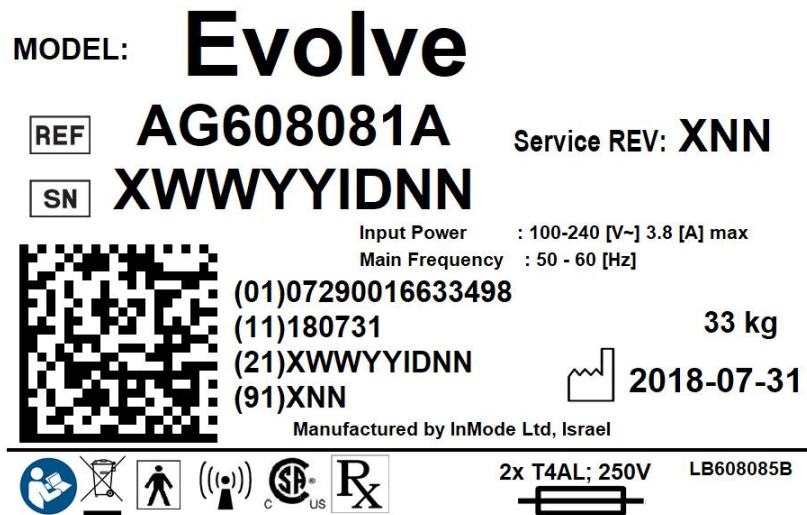 MODEL: Evolve
REF AG608081A Service REV: XNN
SN XWWYYIDNN
Input Power : 100-240 [V~] 3.8 [A] max
Main Frequency : 50 - 60 [Hz]
(01)07290016633498
(11)180731
(21)XWWYYIDNN
(91)XNN
33 kg
2018-07-31
Manufactured by InMode Ltd, Israel
C SA® US
Rx
2x T4AL; 250V
LB608085B